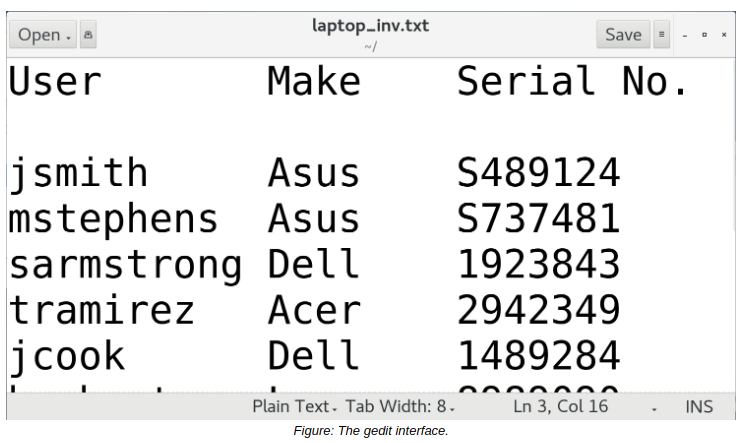 Open laptop_inv.txt Save
~/
User Make Serial No.
jsmith Asus S489124
mstephens Asus S737481
sarmstrong Dell 1923843
tramirez Acer 2942349
jcook Dell 1489284
Plain Text Tab Width: 8 Ln 3, Col 16 INS
Figure: The gedit interface.